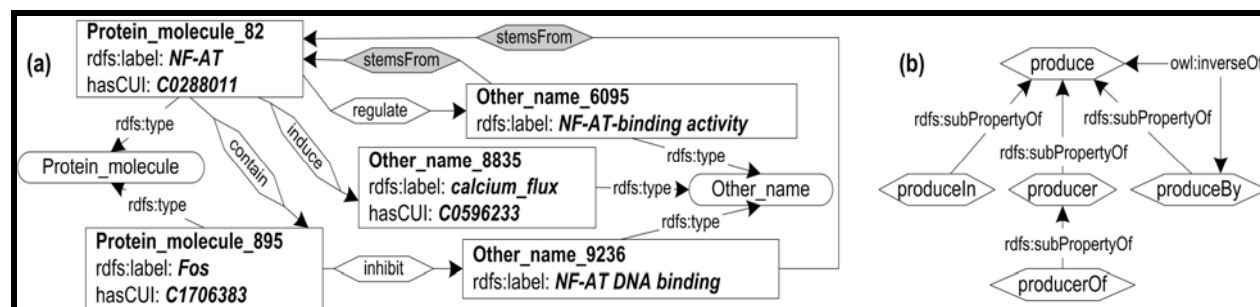 (a)
Protein_molecule_82
rdfs:label: NF-AT
hasCUI: C0288011
stemsFrom
stemsFrom
regulate
Other_name_6095
rdfs:label: NF-AT-binding activity
rdfs:type
Protein_molecule
rdfs:type
contain
induce
Other_name_8835
rdfs:label: calcium_flux
hasCUI: C0596233
rdfs:type
rdfs:type
Other_name
rdfs:type
Protein_molecule_895
rdfs:label: Fos
hasCUI: C1706383
inhibit
Other_name_9236
rdfs:label: NF-AT DNA binding
(b)
produce
owl:inverseOf
rdfs:subPropertyOf
rdfs:subPropertyOf
rdfs:subPropertyOf
produceIn
producer
produceBy
rdfs:subPropertyOf
producerOf